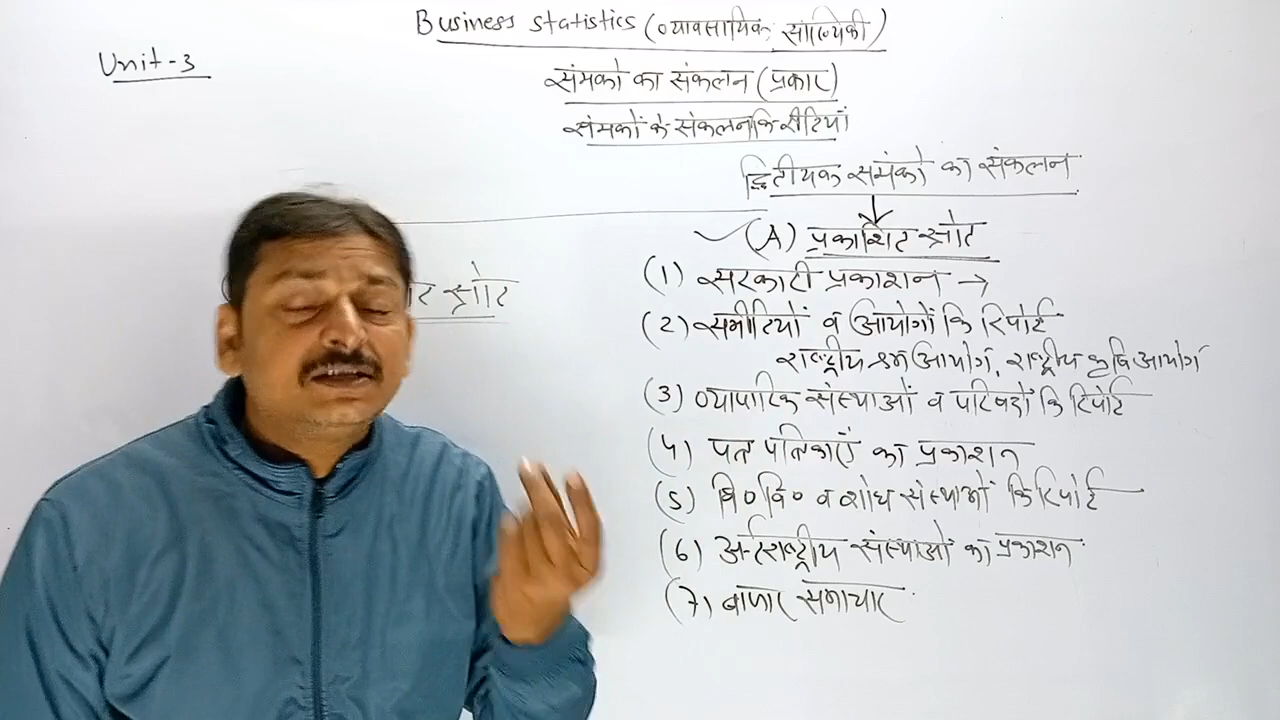 Business statistics (व्यावसायिक सांख्यिकी)
Unit-3
संमको का संकलन (प्रकार)
संमकों के संकलन कि रीतियाँ
द्वितीयक समंको का संकलन
(A) प्रकाशित स्त्रोत
त स्त्रोत
(1) सरकारी प्रकाशन →
(2) समीतियों व आयोगों कि रिपोर्ट
राष्ट्रीय श्रम आयोग, राष्ट्रीय कृषि आयोग
(3) व्यापारिक संस्थाओं व परिषदों कि रिपोर्ट
(4) पत्र पत्रिकाएँ का प्रकाशन
(5) वि० वि० व शोध संस्थाओं कि रिपोर्ट
(6) अर्न्तराष्ट्रीय संस्थाओ का प्रकाशन
(7) बाजार समाचार